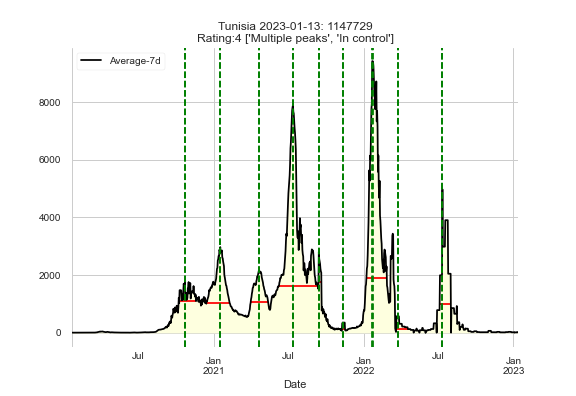 Tunisia 2023-01-13: 1147729
Rating:4 ['Multiple peaks', 'In control']
Average-7d
8000
6000
4000
2000
0
Jul
Jan
2021
Jul
Jan
2022
Jul
Jan
2023
Date